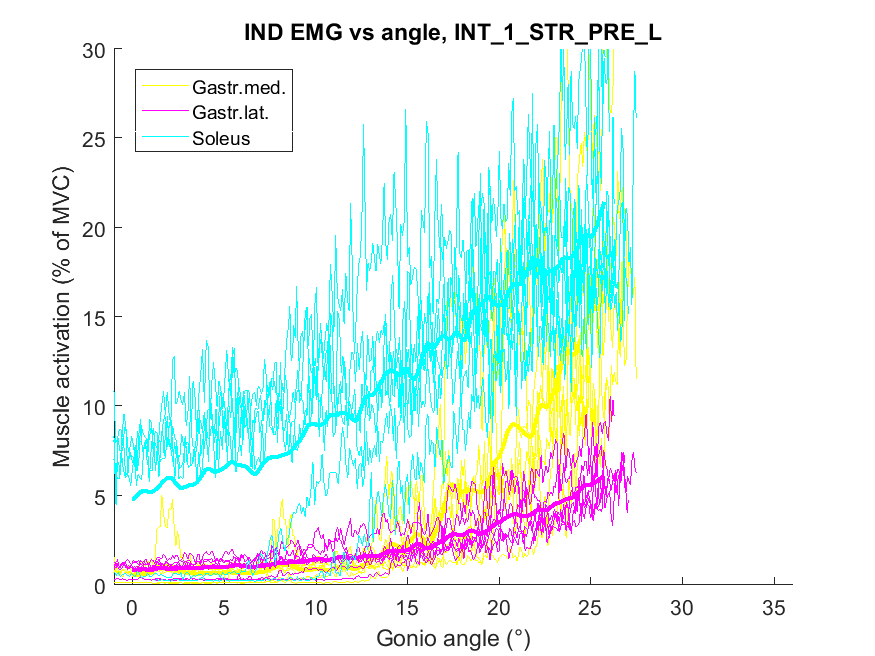 IND EMG vs angle, INT_1_STR_PRE_L
30
25
20
15
10
5
0
Gastr.med.
Gastr.lat.
Soleus
Muscle activation (% of MVC)
0 5 10 15 20 25 30 35
Gonio angle (°)